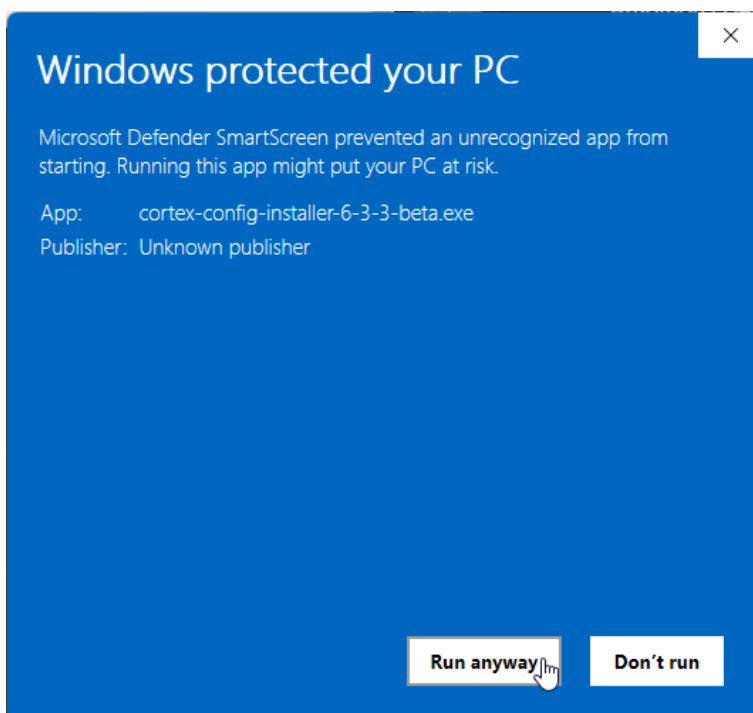 Windows protected your PC
Microsoft Defender SmartScreen prevented an unrecognized app from
starting. Running this app might put your PC at risk.
App: cortex-config-installer-6-3-3-beta.exe
Publisher: Unknown publisher
Run anyway Don't run